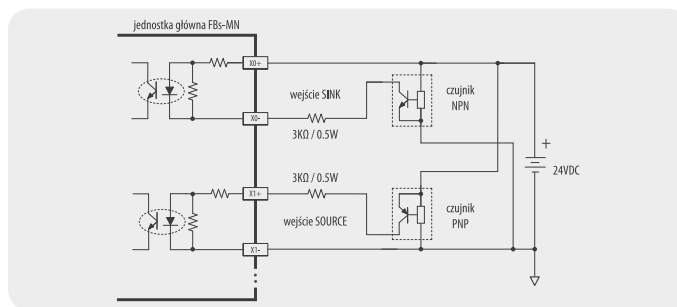 jednostka główna FBs-MN
X0+
wejście SINK
czujnik
NPN
X0-
3KΩ / 0.5W
+
24VDC
3KΩ / 0.5W
X1+
wejście SOURCE
czujnik
PNP
X1-